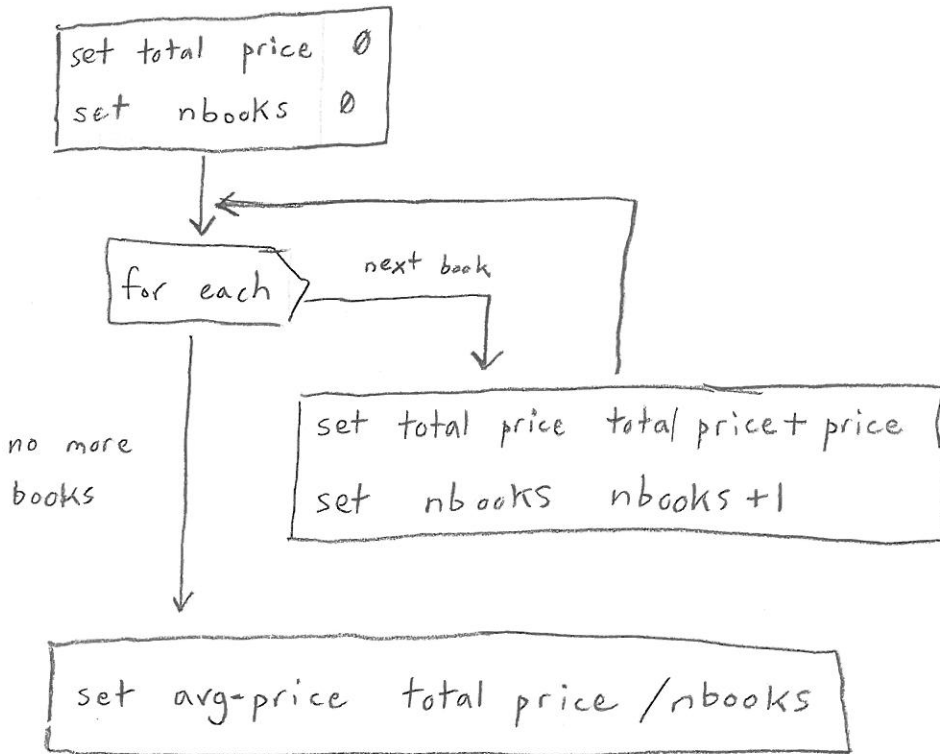 set total price 0
set nbooks 0
for each
next book
set total price total price + price
set nbooks nbooks + 1
no more
books
set avg-price total price / nbooks